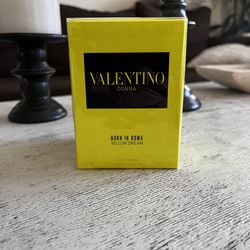 VALENTINO
DONNA
BORN IN ROMA
YELLOW DREAM